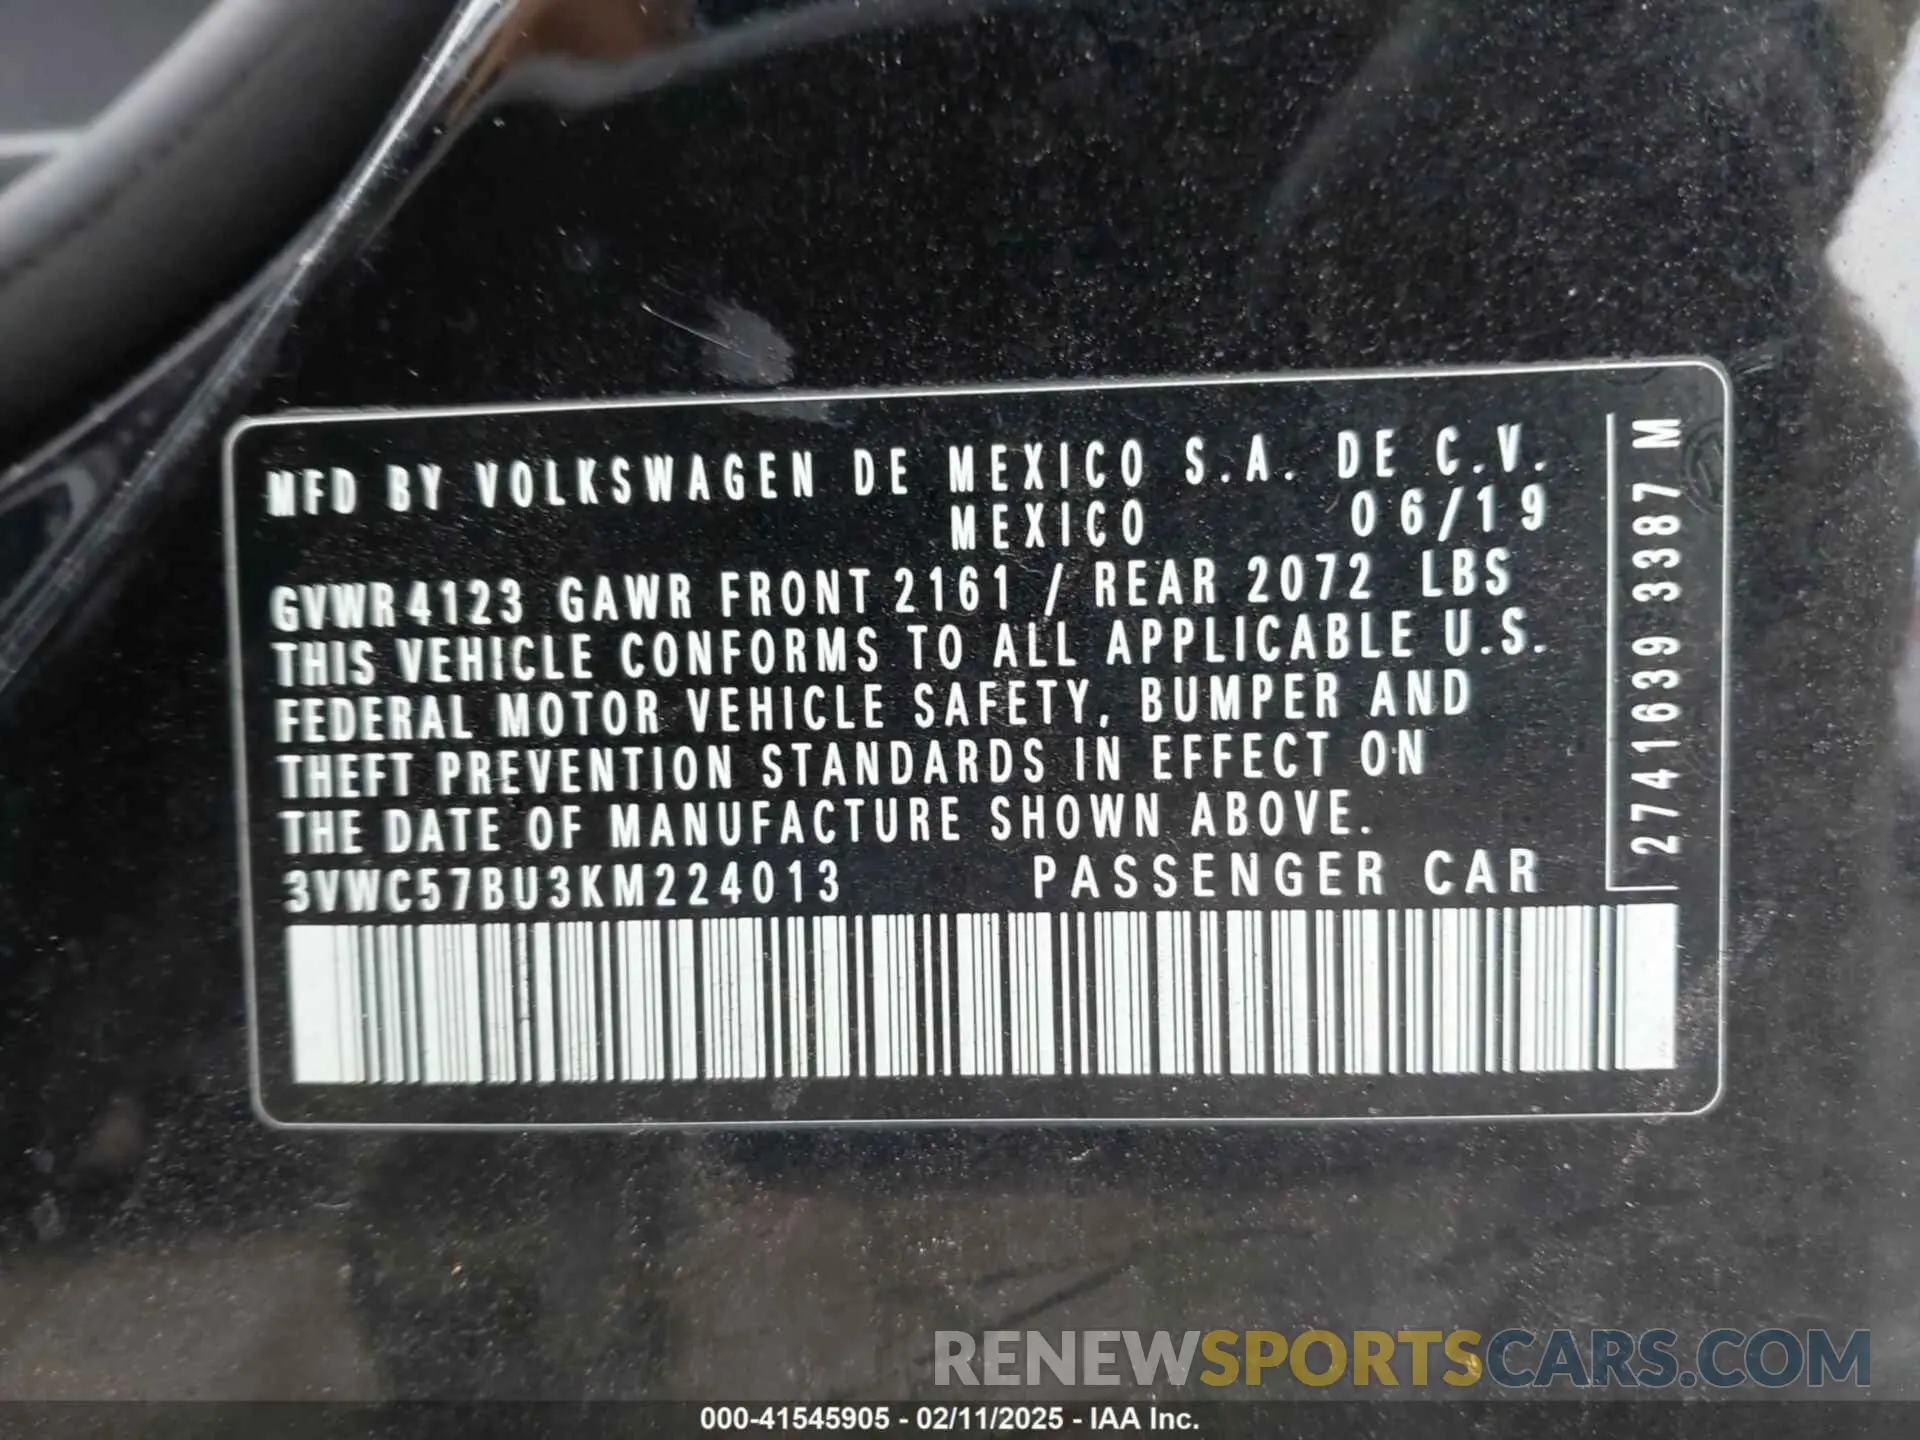 MFD BY VOLKSWAGEN DE MEXICO S.A. DE C.V.
MEXICO 06/19
GVWR 4123 GAWR FRONT 2161 / REAR 2072 LBS
THIS VEHICLE CONFORMS TO ALL APPLICABLE U.S.
FEDERAL MOTOR VEHICLE SAFETY, BUMPER AND
THEFT PREVENTION STANDARDS IN EFFECT ON
THE DATE OF MANUFACTURE SHOWN ABOVE.
3VWC57BU3KM224013 PASSENGER CAR
2741639 3387 M
RENEWSPORTSCARS.COM
000-41545905 - 02/11/2025 - IAA Inc.